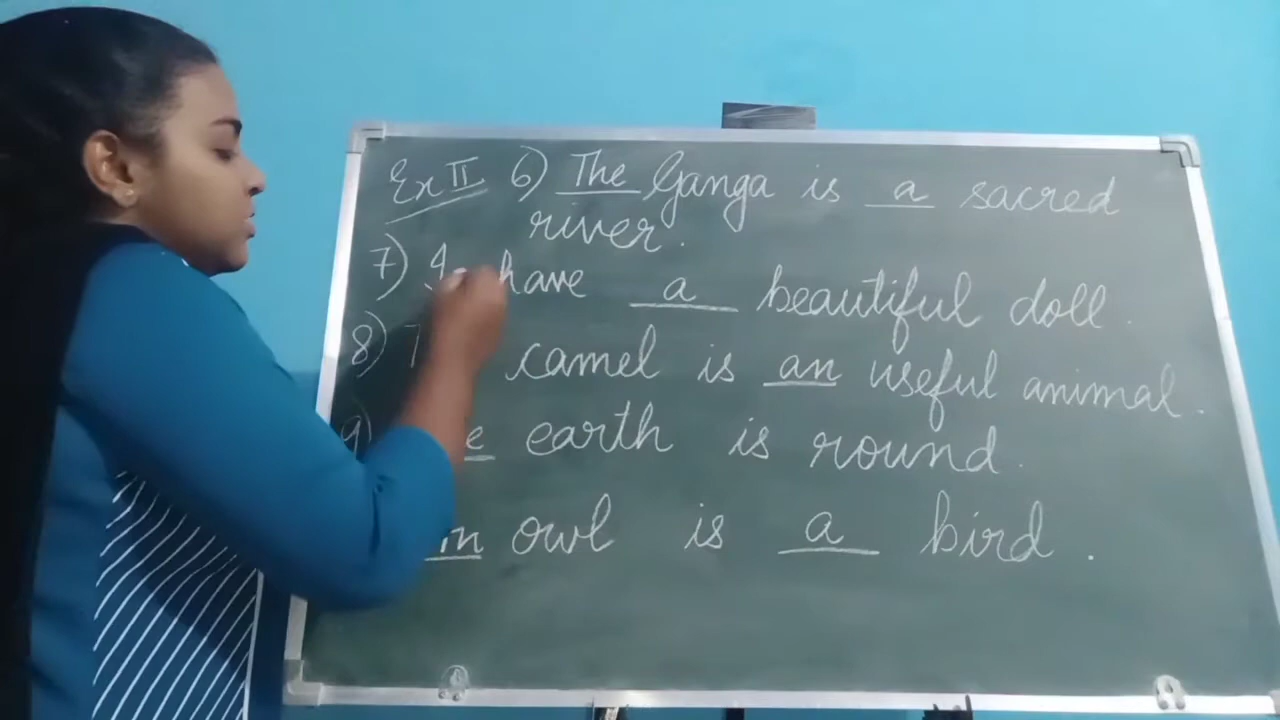 Ex II 6) The Ganga is a sacred
river.
7) I have a beautiful doll.
8) camel is an useful animal.
9) earth is round.
owl is a bird.